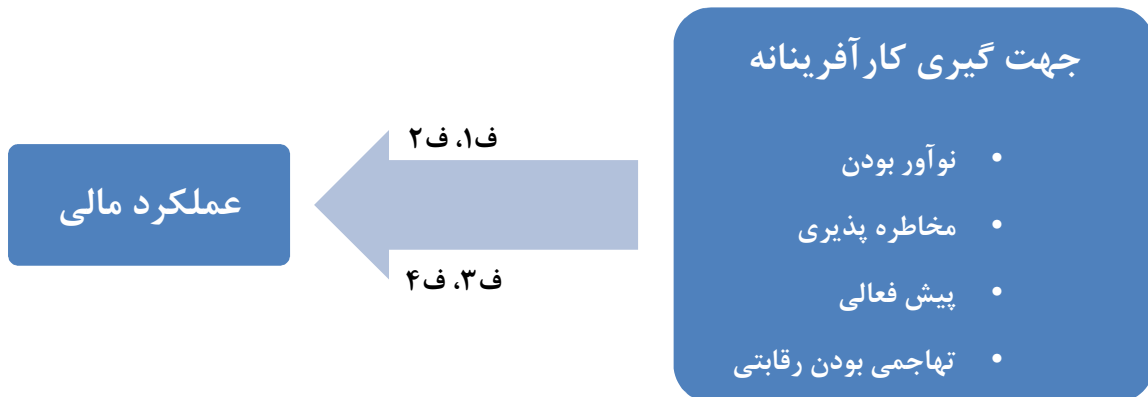 جهت گیری کارآفرینانه
• نوآور بودن
• مخاطره پذیری
• پیش فعالی
• تهاجمی بودن رقابتی
ف۱، ف۲
ف۳، ف۴
عملکرد مالی